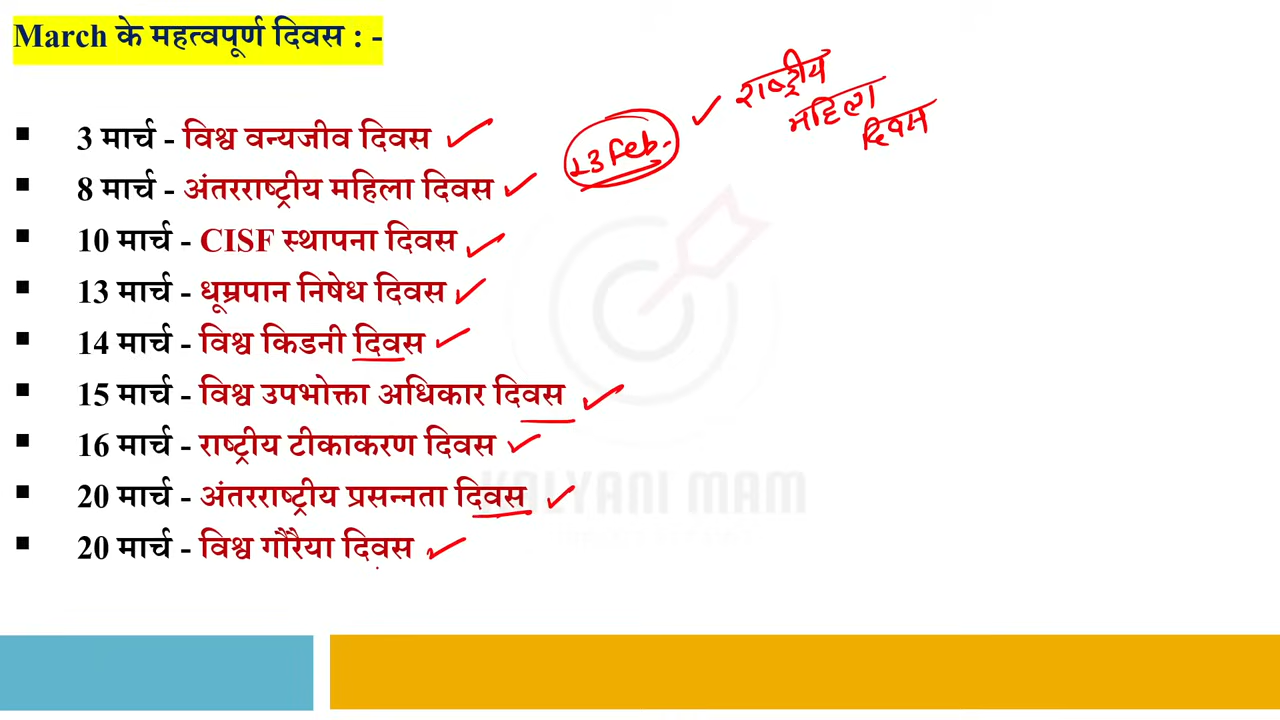 March के महत्वपूर्ण दिवस : -
3 मार्च - विश्व वन्यजीव दिवस
8 मार्च - अंतरराष्ट्रीय महिला दिवस
10 मार्च - CISF स्थापना दिवस
13 मार्च - धूम्रपान निषेध दिवस
14 मार्च - विश्व किडनी दिवस
15 मार्च - विश्व उपभोक्ता अधिकार दिवस
16 मार्च - राष्ट्रीय टीकाकरण दिवस
20 मार्च - अंतरराष्ट्रीय प्रसन्नता दिवस
20 मार्च - विश्व गौरैया दिवस
13 Feb.
राष्ट्रीय
महिला
दिवस
KALYANI MAM